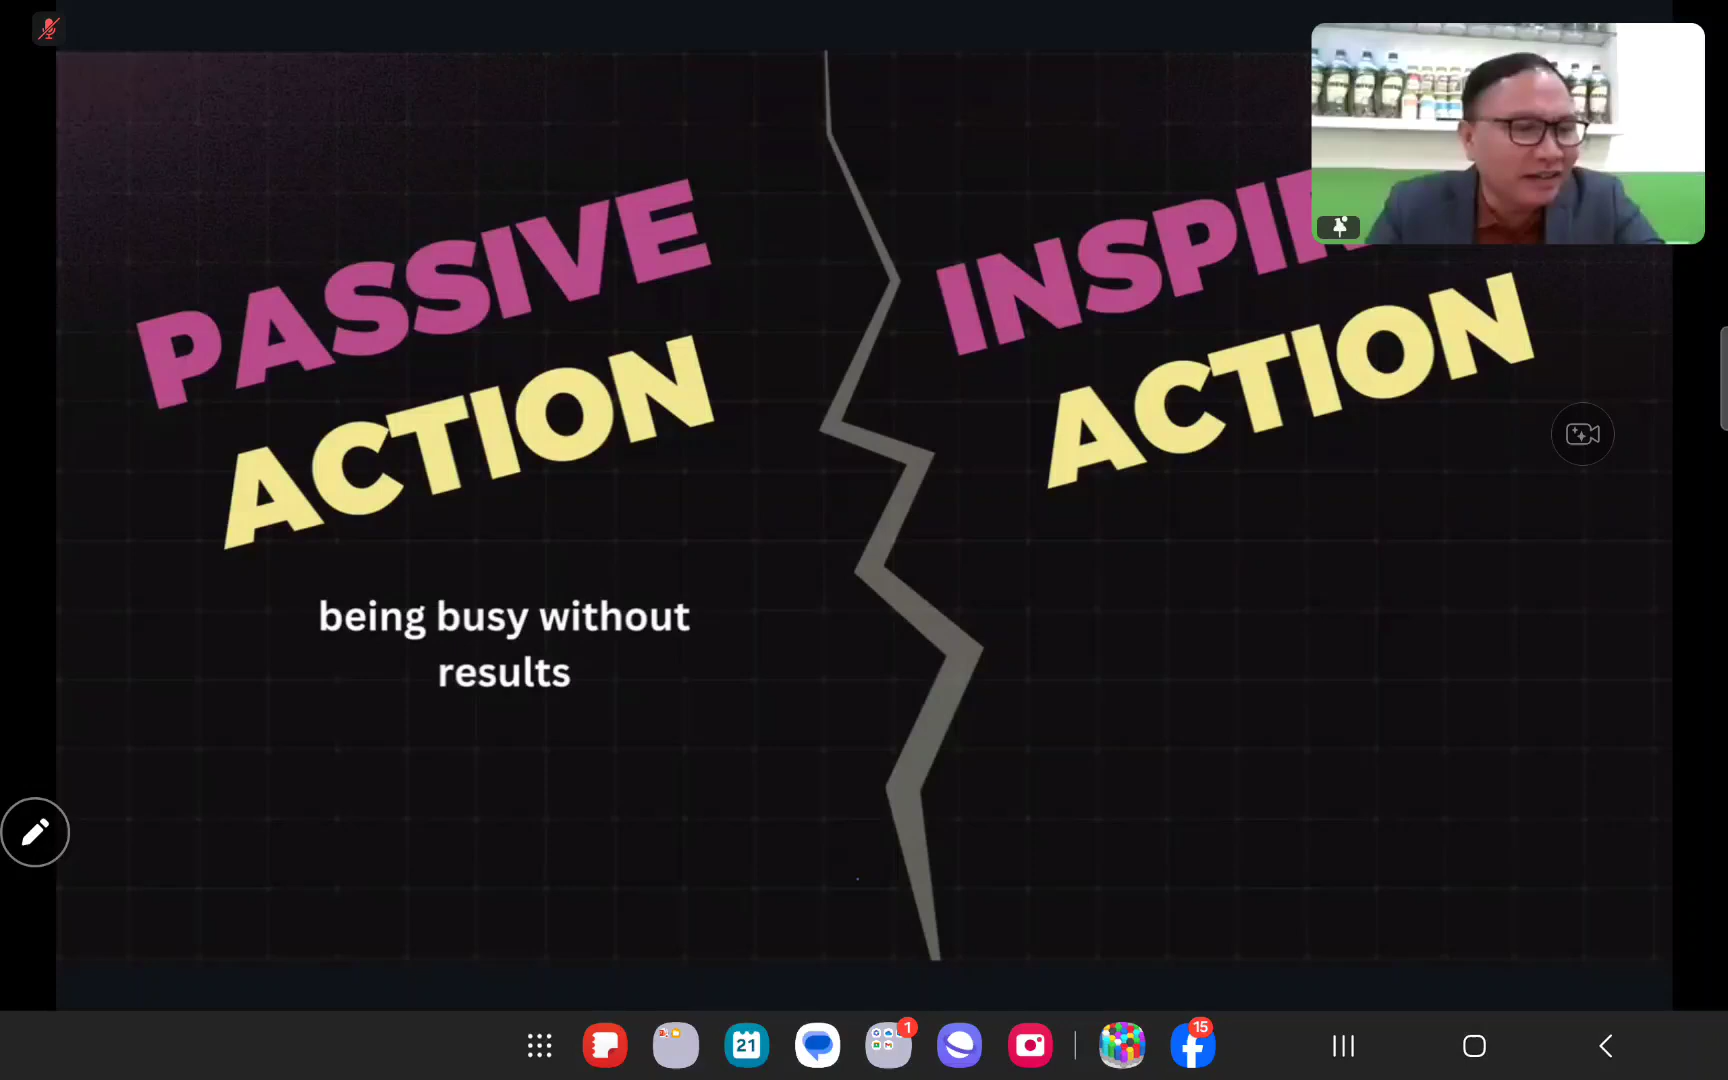 PASSIVE
ACTION
being busy without
results
ACTION
21
1
15